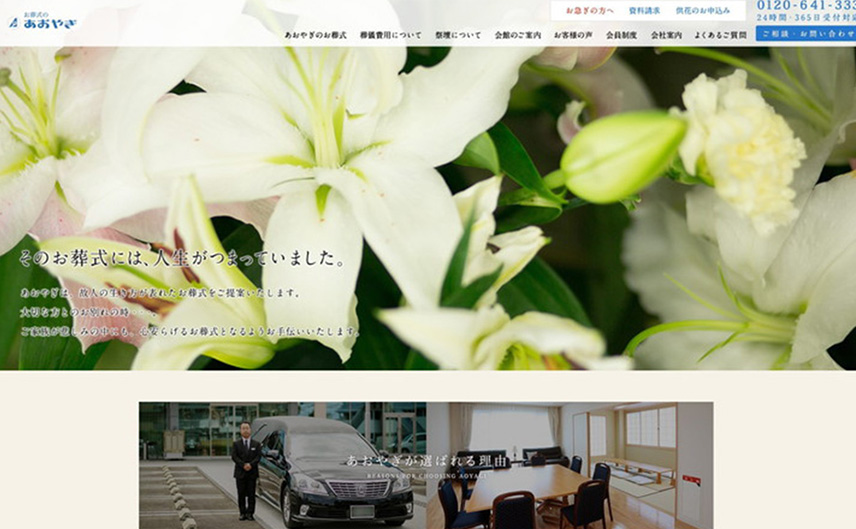 お葬式の
あおやぎ
お急ぎの方へ 資料請求 供花のお申込み
0120-641-333
24時間・365日受付対応
あおやぎのお葬式 葬儀費用について 祭壇について 会館のご案内 お客様の声 会員制度 会社案内 よくあるご質問
ご相談・お問い合わせ
そのお葬式には、人生がつまっていました。
あおやぎは、故人の生き方が表れたお葬式をご提案いたします。
大切な方とのお別れの時……。
ご家族が悲しみの中にも、心安らげるお葬式となるようお手伝いいたします。
あおやぎが選ばれる理由
REASONS FOR CHOOSING AOYAGI